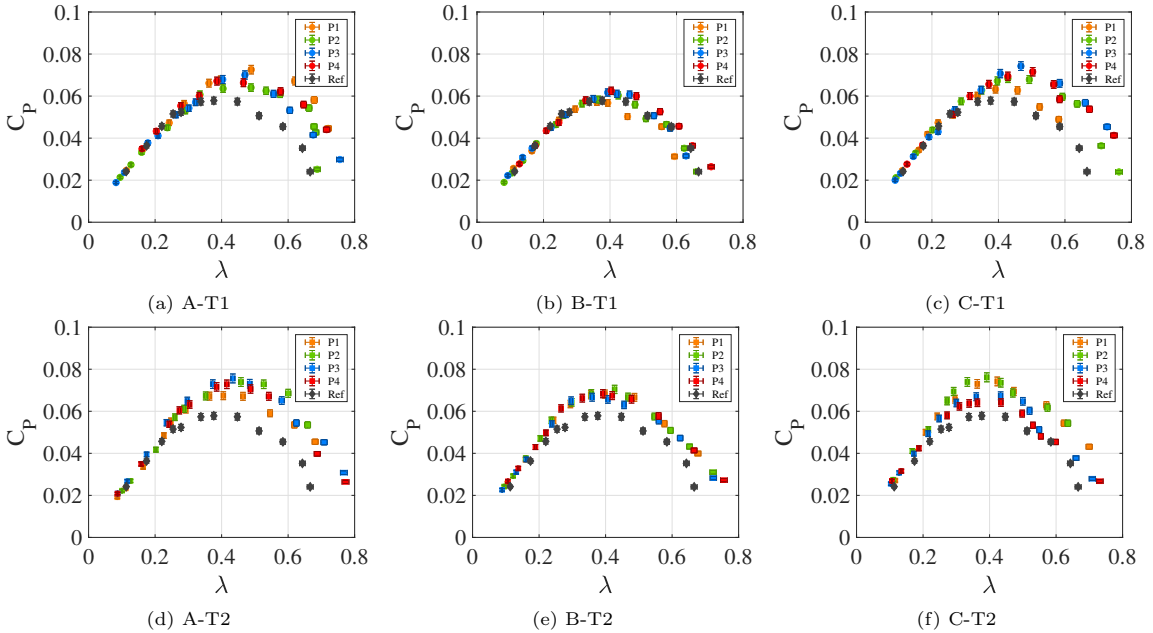 0.1
0.08
0.06
0.04
0.02
0
C_P
0 0.2 0.4 0.6 0.8
λ
P1
P2
P3
P4
Ref
(a) A-T1
0.1
0.08
0.06
0.04
0.02
0
C_P
0 0.2 0.4 0.6 0.8
λ
P1
P2
P3
P4
Ref
(b) B-T1
0.1
0.08
0.06
0.04
0.02
0
C_P
0 0.2 0.4 0.6 0.8
λ
P1
P2
P3
P4
Ref
(c) C-T1
0.1
0.08
0.06
0.04
0.02
0
C_P
0 0.2 0.4 0.6 0.8
λ
P1
P2
P3
P4
Ref
(d) A-T2
0.1
0.08
0.06
0.04
0.02
0
C_P
0 0.2 0.4 0.6 0.8
λ
P1
P2
P3
P4
Ref
(e) B-T2
0.1
0.08
0.06
0.04
0.02
0
C_P
0 0.2 0.4 0.6 0.8
λ
P1
P2
P3
P4
Ref
(f) C-T2